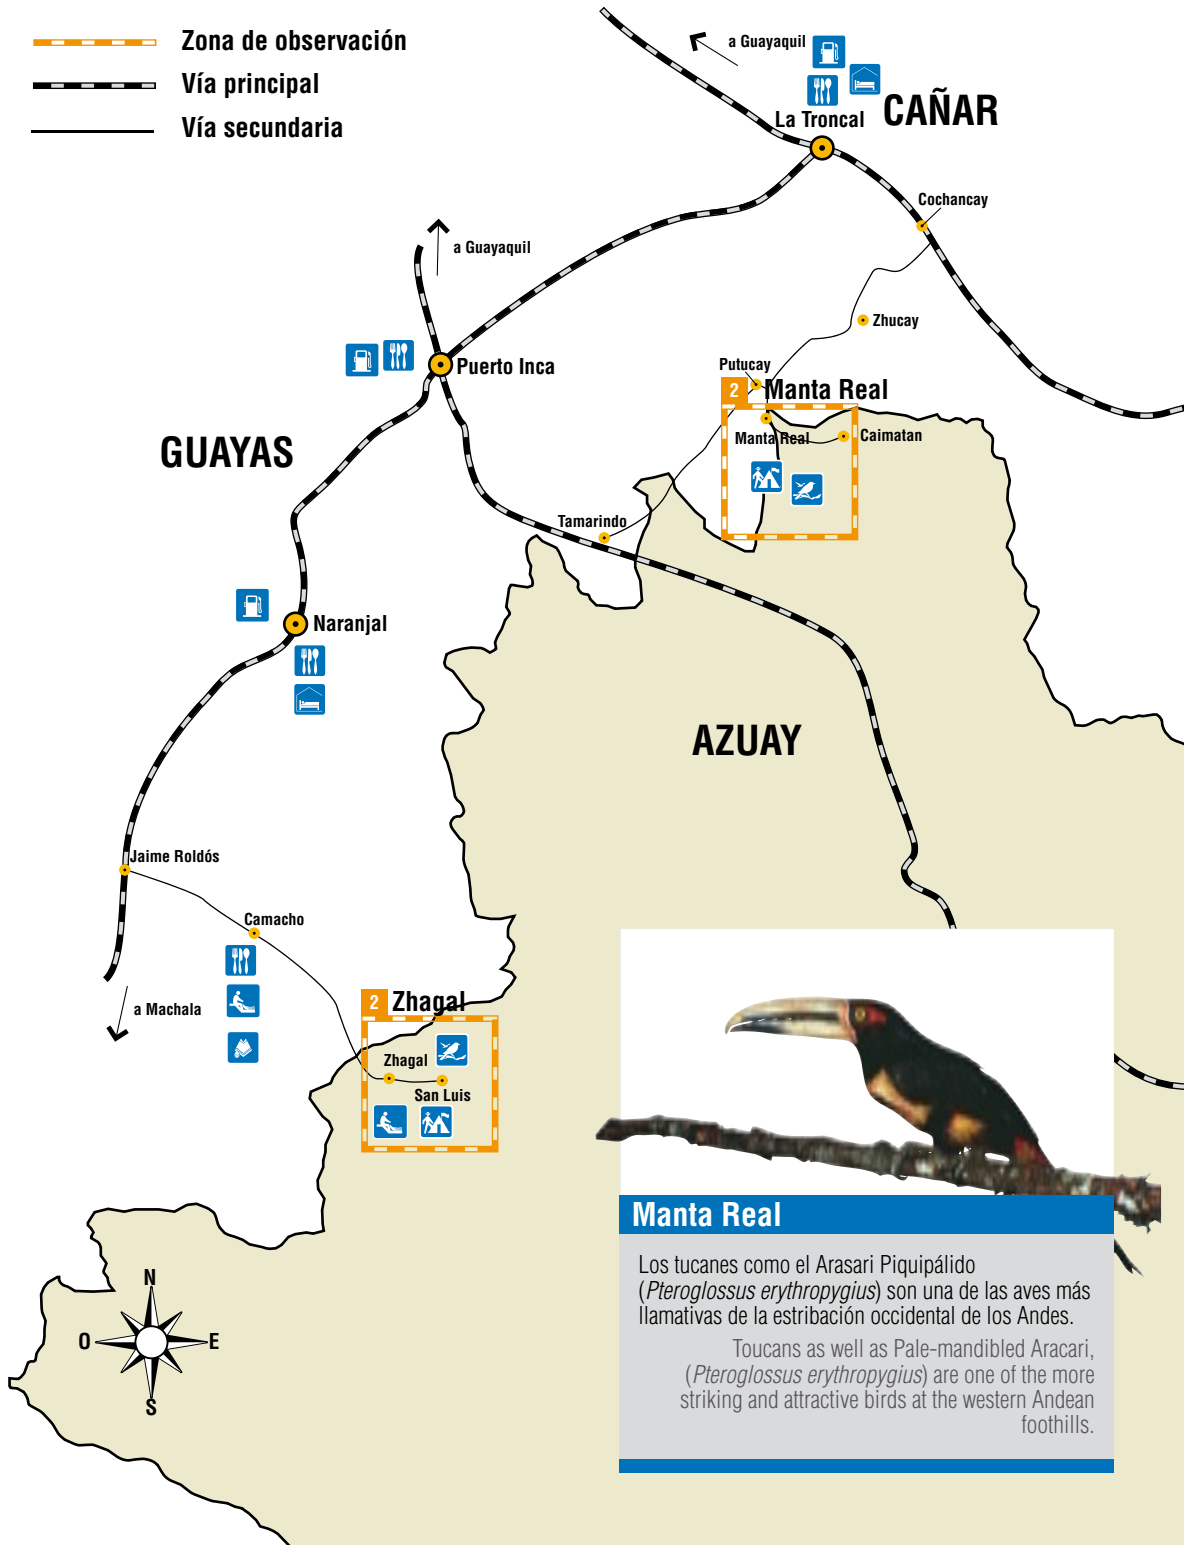 Zona de observación
Vía principal
Vía secundaria
a Guayaquil
CAÑAR
La Troncal
Cochancay
a Guayaquil
Zhucay
Puerto Inca
Putucay
2 Manta Real
GUAYAS
Manta Real
Caimatan
Tamarindo
Naranjal
AZUAY
Jaime Roldós
Camacho
a Machala
2 Zhagal
Zhagal
San Luis
Manta Real
Los tucanes como el Arasari Piquipálido
(Pteroglossus erythropygius) son una de las aves más
llamativas de la estribación occidental de los Andes.
Toucans as well as Pale-mandibled Aracari,
(Pteroglossus erythropygius) are one of the more
striking and attractive birds at the western Andean
foothills.
N
O
E
S